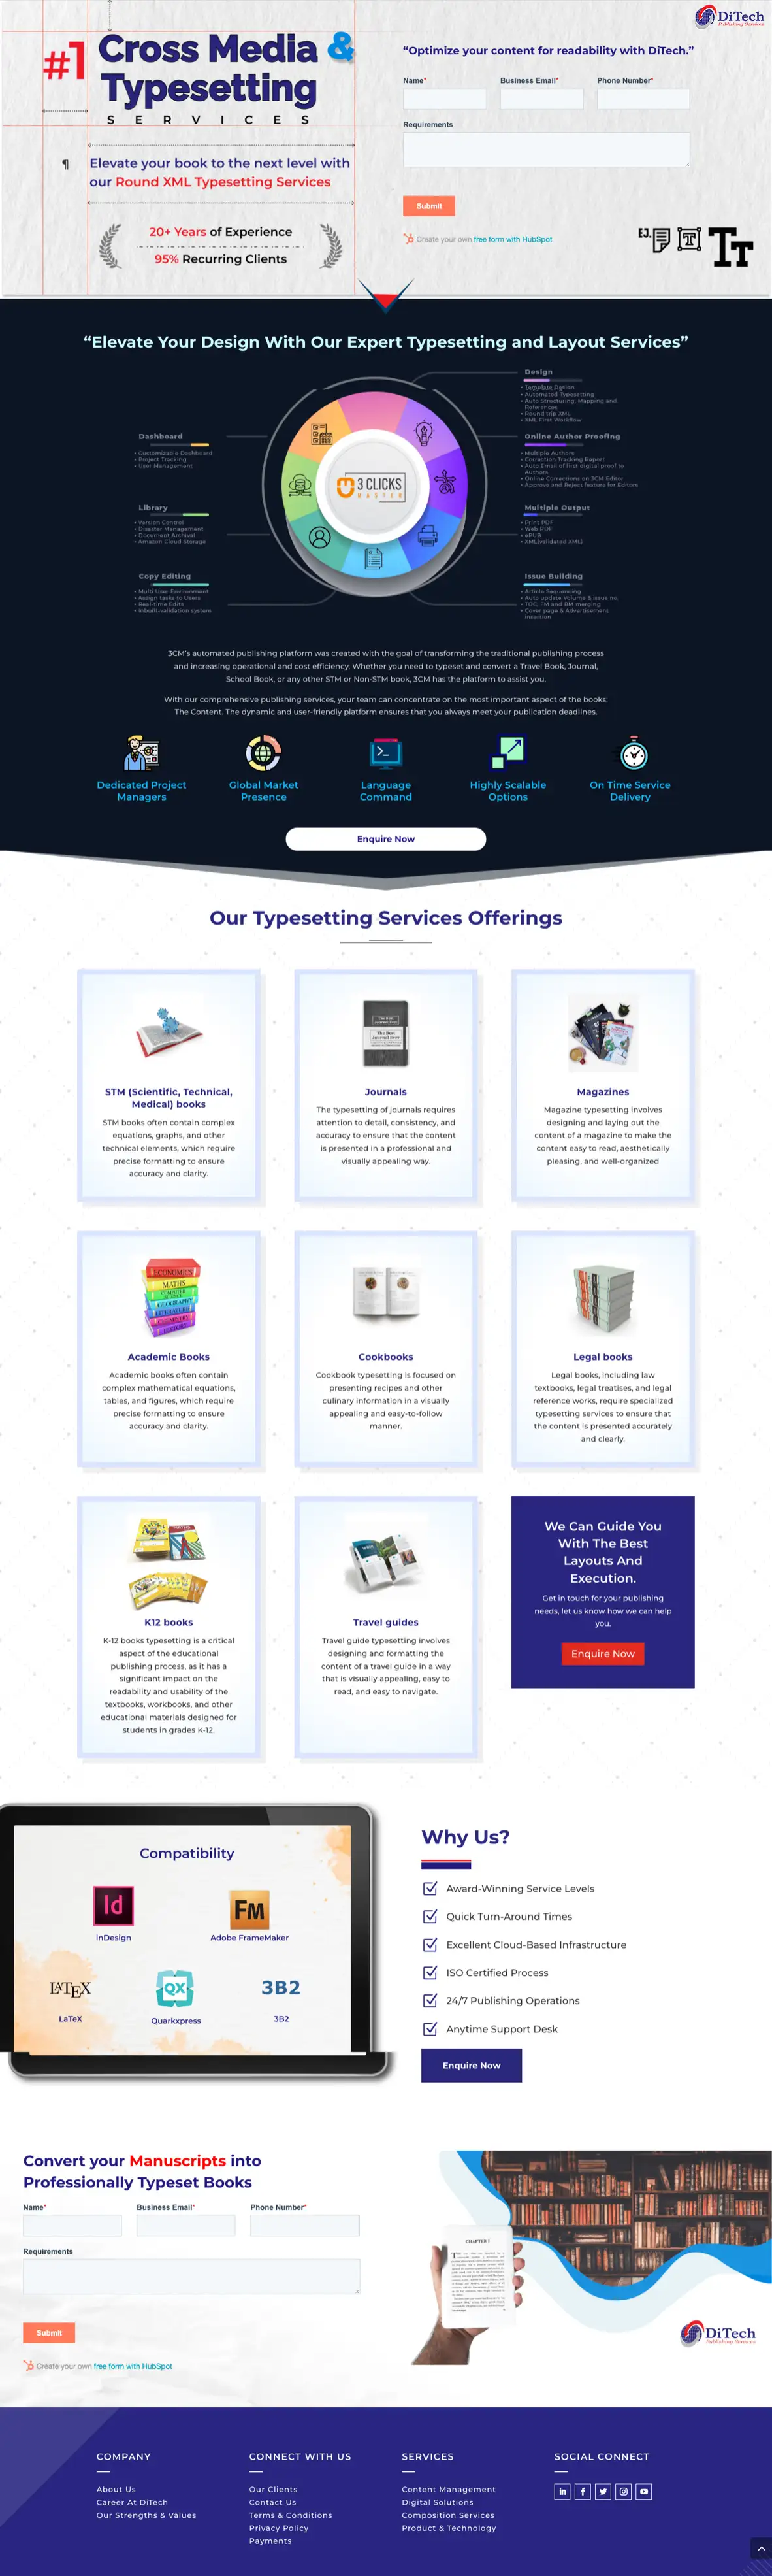 DiTech
Publishing Services
#1
Cross Media &
Typesetting
SERVICES
¶
Elevate your book to the next level with
our Round XML Typesetting Services
20+ Years of Experience
95% Recurring Clients
“Optimize your content for readability with DiTech.”
Name*
Business Email*
Phone Number*
Requirements
Submit
Create your own free form with HubSpot
T
TT
“Elevate Your Design With Our Expert Typesetting and Layout Services”
Design
• Template Design
• Automated Typesetting
• Auto Structuring, Mapping and
References
• Round trip XML
• XML First Workflow
Dashboard
• Customizable Dashboard
• Project Tracking
• User Management
Online Author Proofing
• Multiple Authors
• Correction Tracking Report
• Auto Email of first digital proof to
Authors
• Online Corrections on 3CM Editor
• Approve and Reject feature for Editors
3 CLICKS
MASTER
Library
• Version Control
• Disaster Management
• Document Archival
• Amazon Cloud Storage
Multiple Output
• Print PDF
• Web PDF
• ePUB
• XML(validated XML)
Copy Editing
• Multi User Environment
• Assign tasks to Users
• Real-time Edits
• Inbuilt-validation system
Issue Building
• Article Sequencing
• Auto update Volume & issue no.
• TOC, FM and BM merging
• Cover page & Advertisement
Insertion
3CM’s automated publishing platform was created with the goal of transforming the traditional publishing process
and increasing operational and cost efficiency. Whether you need to typeset and convert a Travel Book, Journal,
School Book, or any other STM or Non-STM book, 3CM has the platform to assist you.
With our comprehensive publishing services, your team can concentrate on the most important aspect of the books:
The Content. The dynamic and user-friendly platform ensures that you always meet your publication deadlines.
Dedicated Project
Managers
Global Market
Presence
Language
Command
Highly Scalable
Options
On Time Service
Delivery
Enquire Now
Our Typesetting Services Offerings
STM (Scientific, Technical,
Medical) books
STM books often contain complex
equations, graphs, and other
technical elements, which require
precise formatting to ensure
accuracy and clarity.
The Best
Journal Ever
Journals
The typesetting of journals requires
attention to detail, consistency, and
accuracy to ensure that the content
is presented in a professional and
visually appealing way.
Magazines
Magazine typesetting involves
designing and laying out the
content of a magazine to make the
content easy to read, aesthetically
pleasing, and well-organized
ECONOMICS
MATHS
COMPUTER
SCIENCE
GEOGRAPHY
LITERATURE
CHEMISTRY
HISTORY
Academic Books
Academic books often contain
complex mathematical equations,
tables, and figures, which require
precise formatting to ensure
accuracy and clarity.
Cookbooks
Cookbook typesetting is focused on
presenting recipes and other
culinary information in a visually
appealing and easy-to-follow
manner.
Legal books
Legal books, including law
textbooks, legal treatises, and legal
reference works, require specialized
typesetting services to ensure that
the content is presented accurately
and clearly.
K12 books
K-12 books typesetting is a critical
aspect of the educational
publishing process, as it has a
significant impact on the
readability and usability of the
textbooks, workbooks, and other
educational materials designed for
students in grades K-12.
Travel guides
Travel guide typesetting involves
designing and formatting the
content of a travel guide in a way
that is visually appealing, easy to
read, and easy to navigate.
We Can Guide You
With The Best
Layouts And
Execution.
Get in touch for your publishing
needs, let us know how we can help
you.
Enquire Now
Compatibility
Id
inDesign
FM
Adobe FrameMaker
LATEX
LaTeX
QX
Quarkxpress
3B2
3B2
Why Us?
Award-Winning Service Levels
Quick Turn-Around Times
Excellent Cloud-Based Infrastructure
ISO Certified Process
24/7 Publishing Operations
Anytime Support Desk
Enquire Now
Convert your Manuscripts into
Professionally Typeset Books
Name*
Business Email*
Phone Number*
Requirements
Submit
Create your own free form with HubSpot
CHAPTER I
DiTech
Publishing Services
COMPANY
About Us
Career At DiTech
Our Strengths & Values
CONNECT WITH US
Our Clients
Contact Us
Terms & Conditions
Privacy Policy
Payments
SERVICES
Content Management
Digital Solutions
Composition Services
Product & Technology
SOCIAL CONNECT